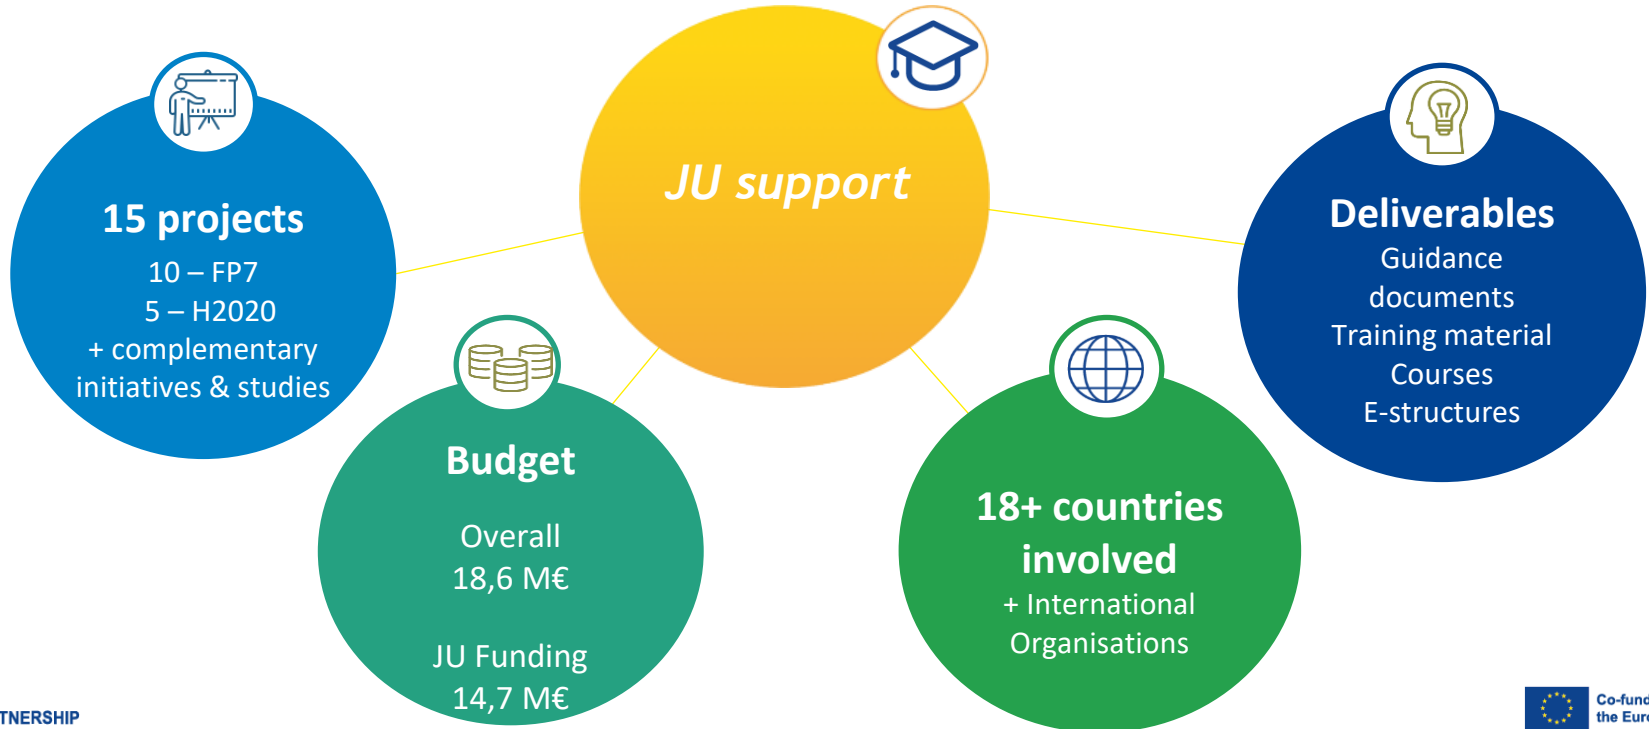 JU support
15 projects
10 – FP7
5 – H2020
+ complementary
initiatives & studies
Budget
Overall
18,6 M€
JU Funding
14,7 M€
18+ countries
involved
+ International
Organisations
Deliverables
Guidance
documents
Training material
Courses
E-structures
TNERSHIP
Co-fund
the Euro